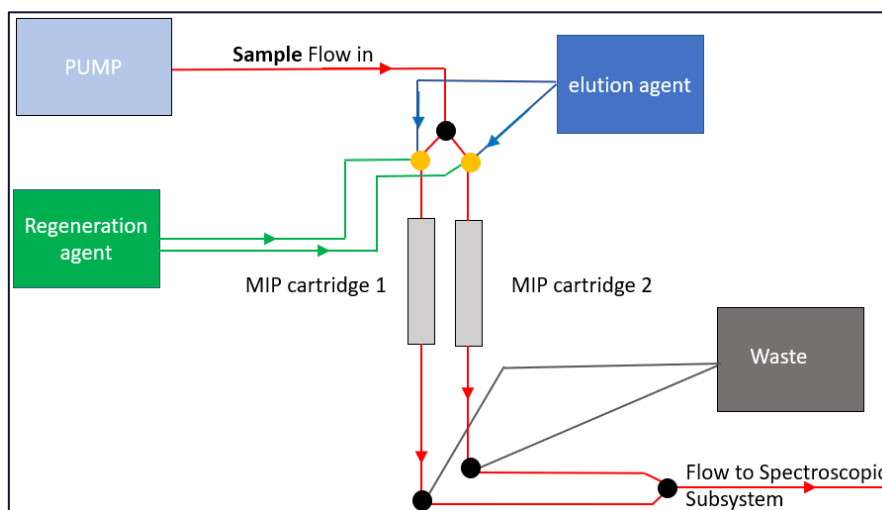 PUMP
Sample Flow in
elution agent
Regeneration
agent
MIP cartridge 1
MIP cartridge 2
Waste
Flow to Spectroscopic
Subsystem